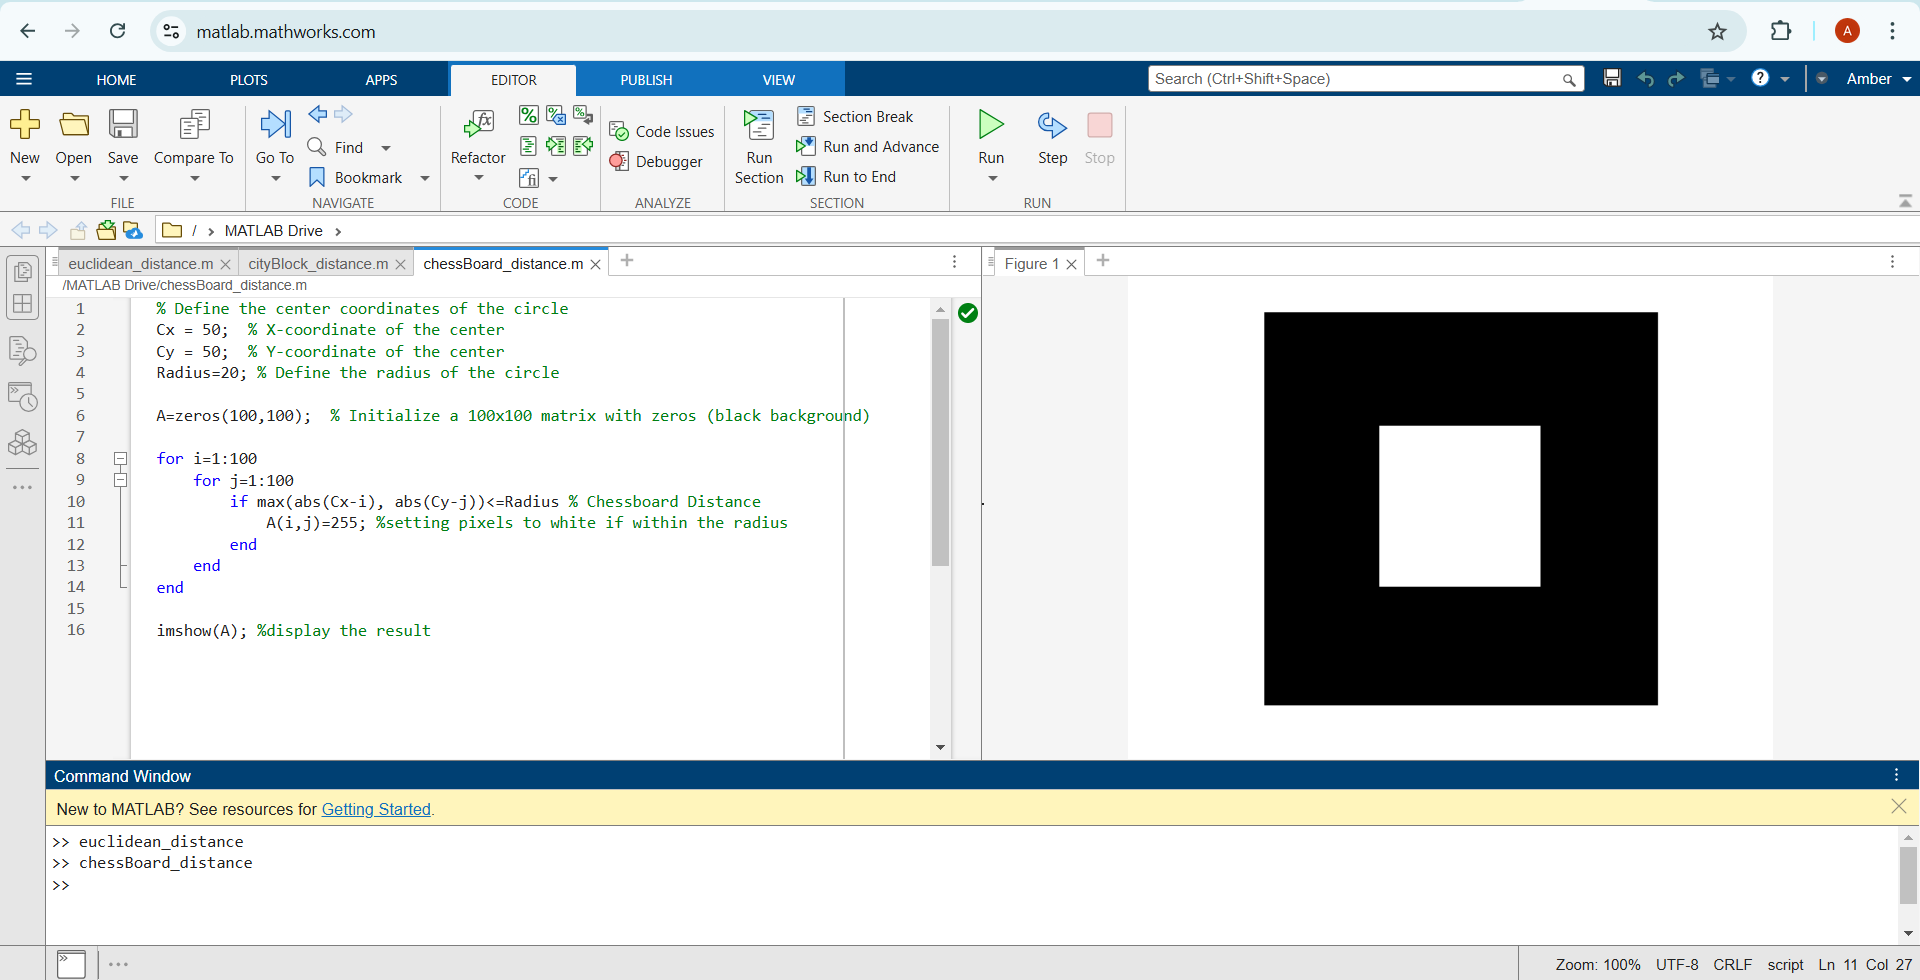 matlab.mathworks.com
A
HOME PLOTS APPS EDITOR PUBLISH VIEW
Search (Ctrl+Shift+Space)
Amber
New Open Save Compare To
FILE
Go To Find Bookmark
NAVIGATE
Refactor
CODE
Code Issues
Debugger
ANALYZE
Run Section
Section Break
Run and Advance
Run to End
SECTION
Run Step Stop
RUN
/ › MATLAB Drive ›
euclidean_distance.m cityBlock_distance.m chessBoard_distance.m
/MATLAB Drive/chessBoard_distance.m
1 % Define the center coordinates of the circle
2 Cx = 50;  % X-coordinate of the center
3 Cy = 50;  % Y-coordinate of the center
4 Radius=20; % Define the radius of the circle
5
6 A=zeros(100,100);  % Initialize a 100x100 matrix with zeros (black background)
7
8 for i=1:100
9     for j=1:100
10         if max(abs(Cx-i), abs(Cy-j))<=Radius % Chessboard Distance
11             A(i,j)=255; %setting pixels to white if within the radius
12         end
13     end
14 end
15
16 imshow(A); %display the result
Figure 1
Command Window
New to MATLAB? See resources for Getting Started.
>> euclidean_distance
>> chessBoard_distance
>>
Zoom: 100% UTF-8 CRLF script Ln 11 Col 27